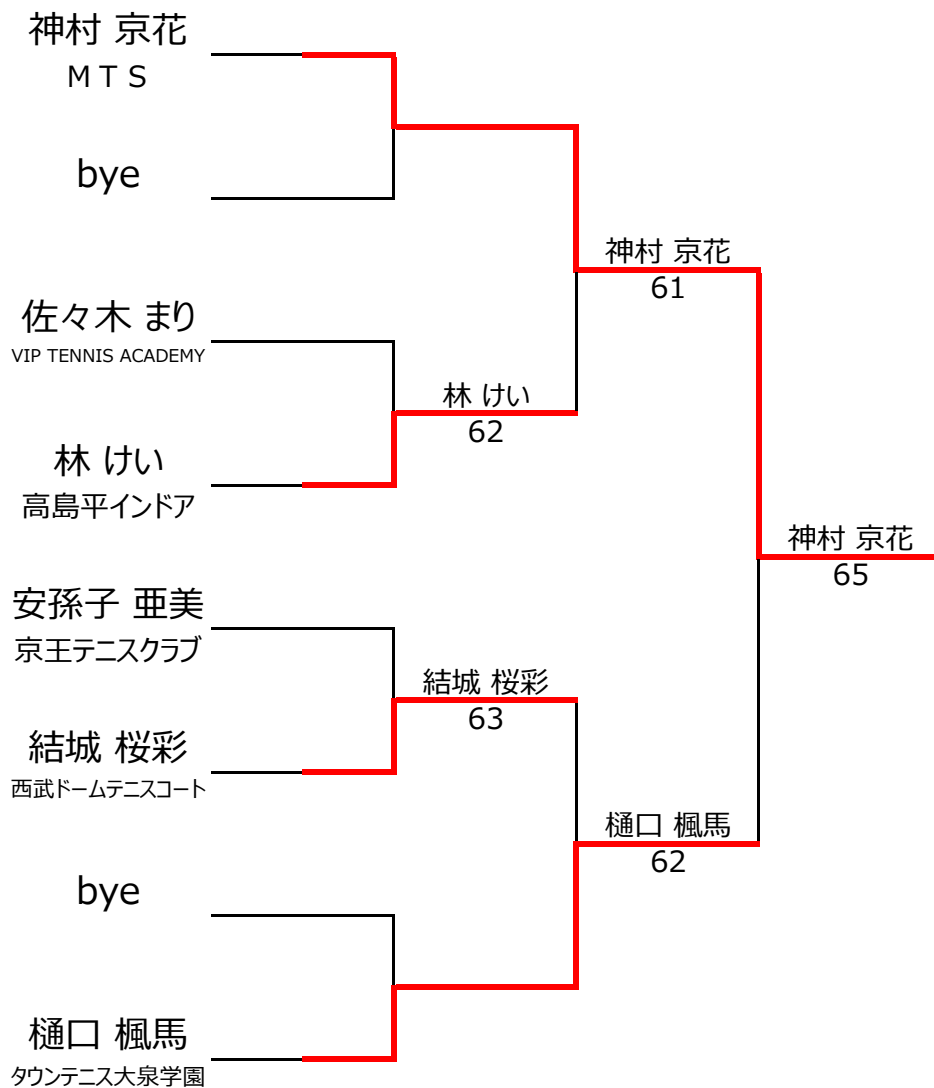 神村 京花
ＭＴＳ
bye
佐々木 まり
VIP TENNIS ACADEMY
林 けい
高島平インドア
安孫子 亜美
京王テニスクラブ
結城 桜彩
西武ドームテニスコート
bye
樋口 楓馬
タウンテニス大泉学園
林 けい
62
結城 桜彩
63
神村 京花
61
樋口 楓馬
62
神村 京花
65